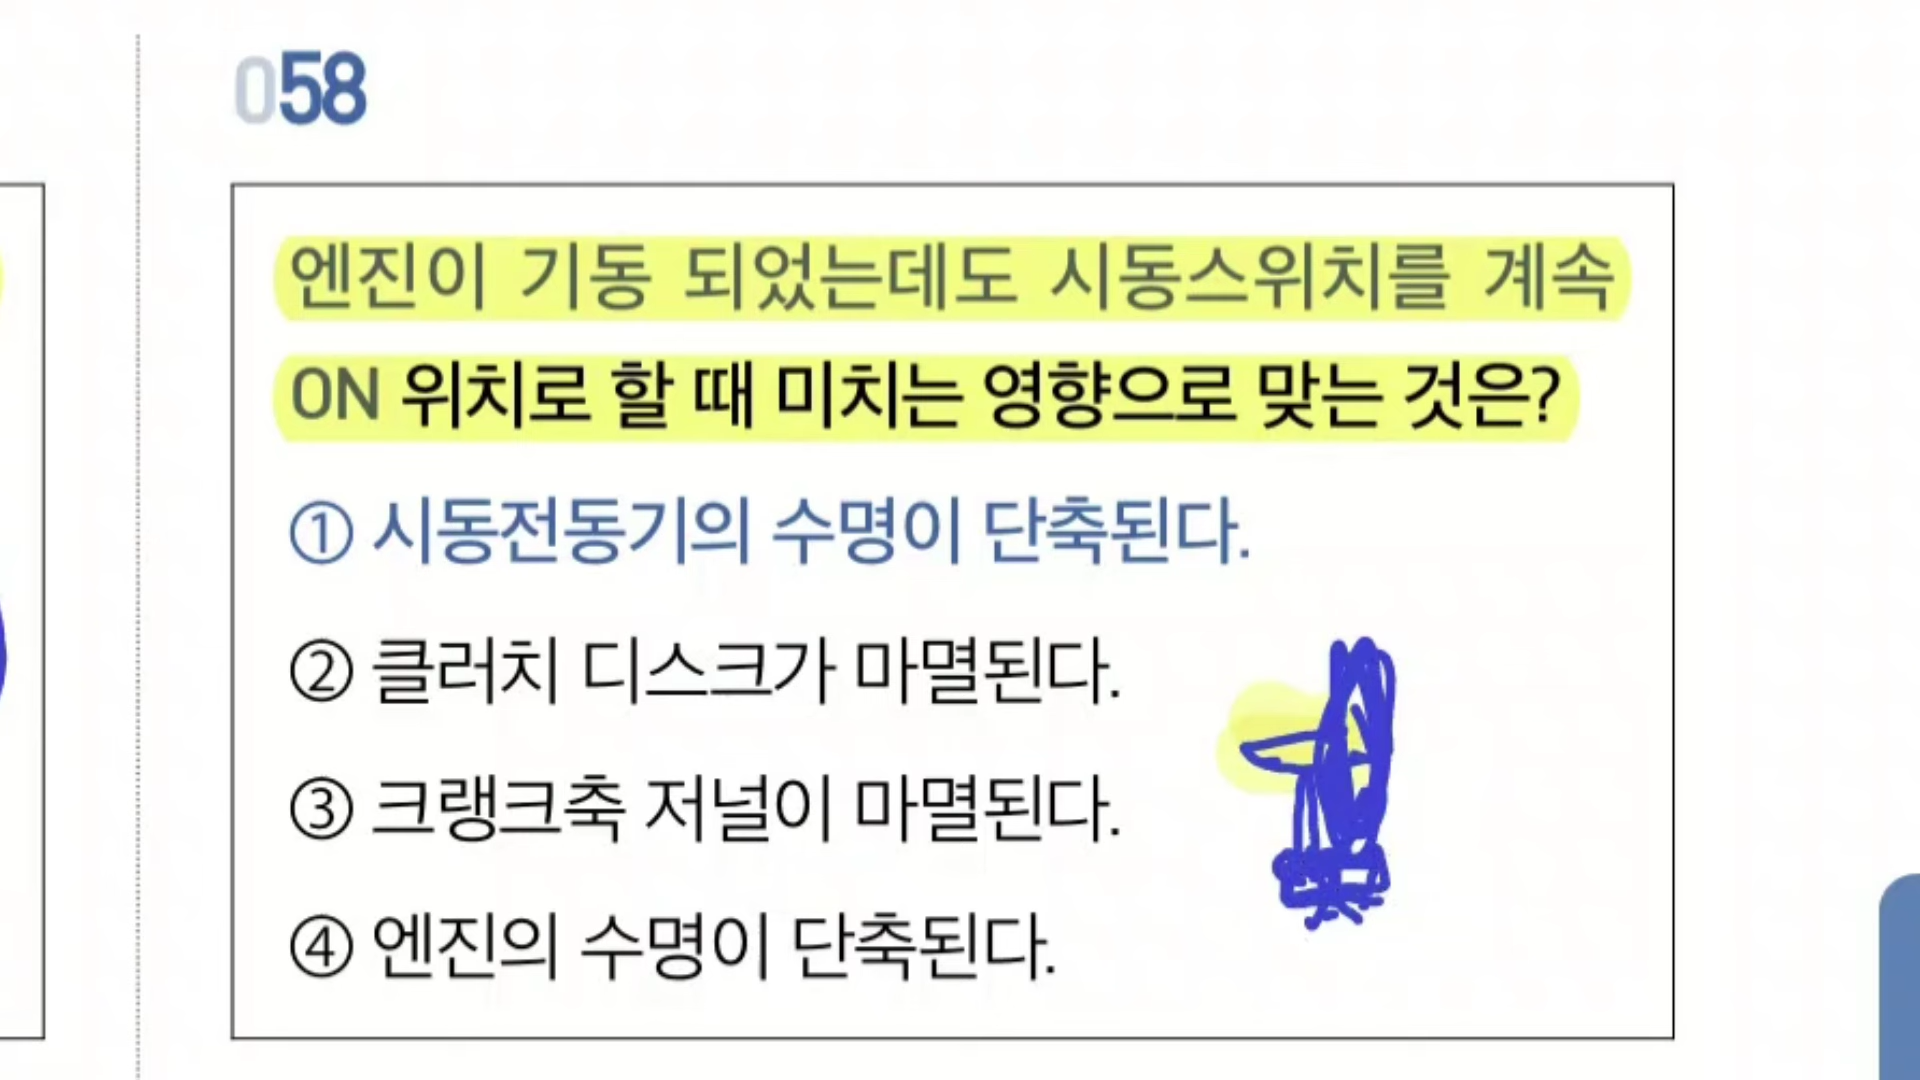 058
엔진이 기동 되었는데도 시동스위치를 계속
ON 위치로 할 때 미치는 영향으로 맞는 것은?
① 시동전동기의 수명이 단축된다.
② 클러치 디스크가 마멸된다.
③ 크랭크축 저널이 마멸된다.
④ 엔진의 수명이 단축된다.